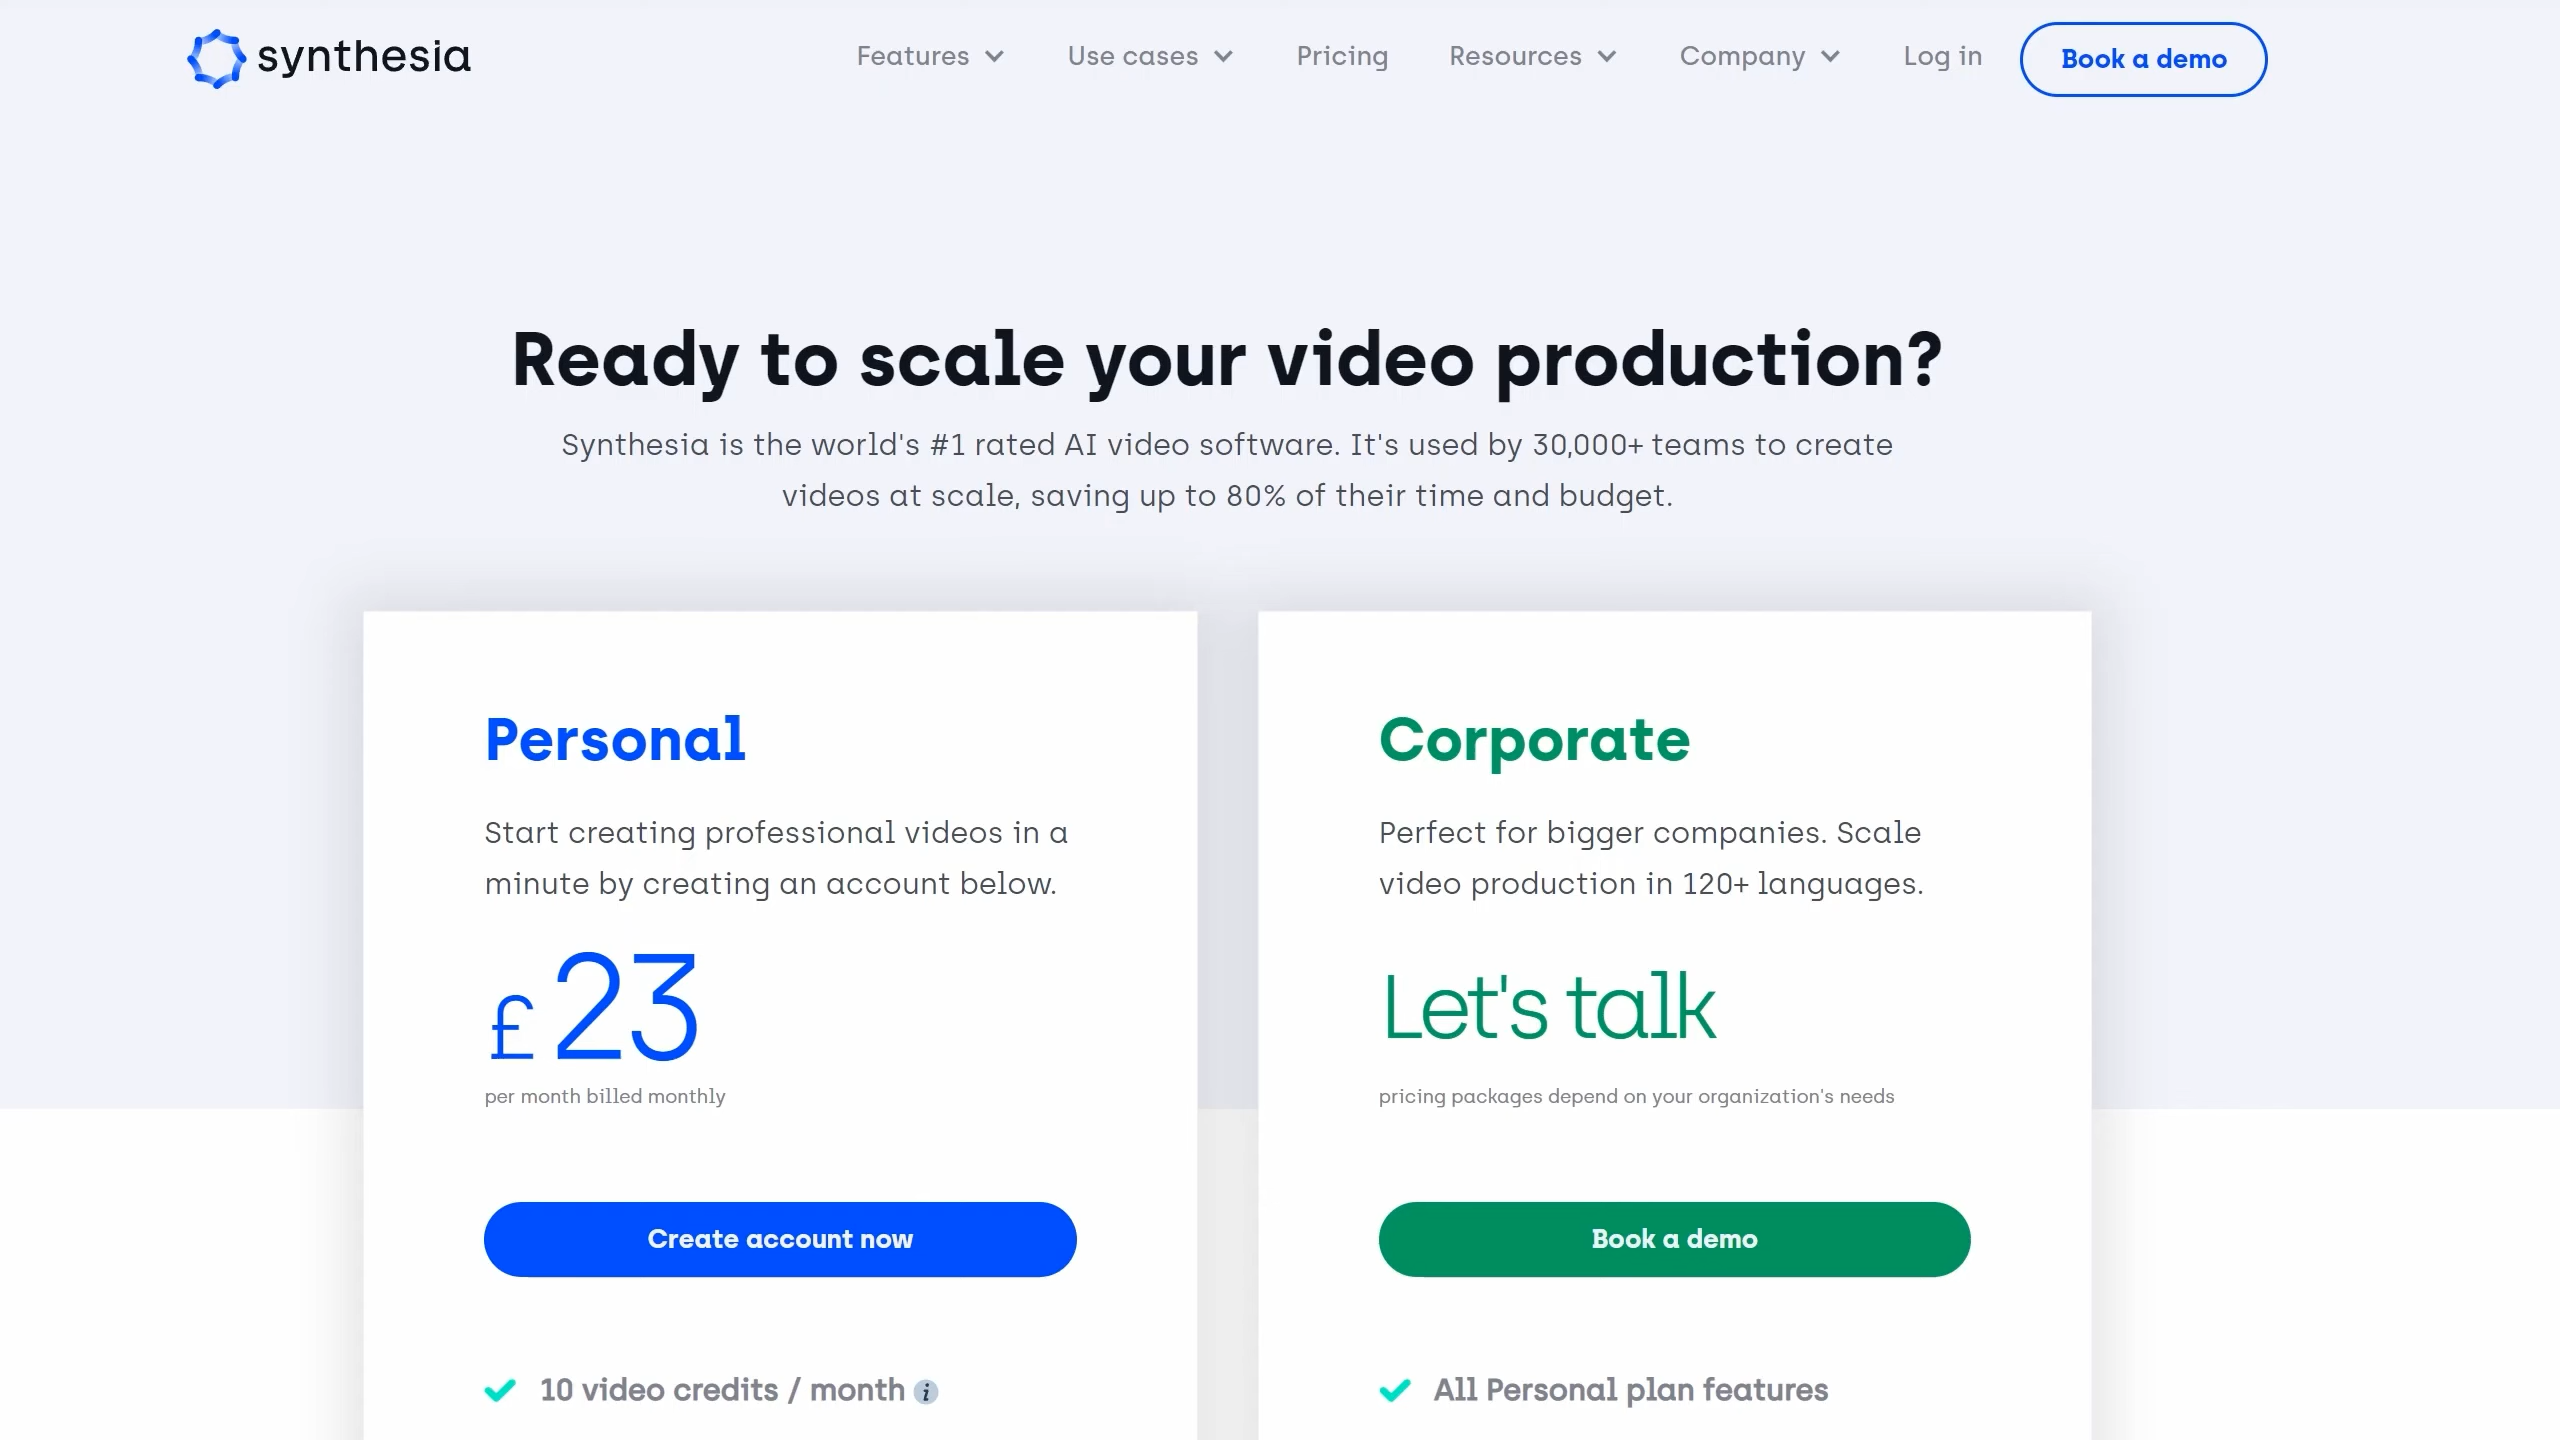 synthesia
Features
Use cases
Pricing
Resources
Company
Log in
Book a demo
Ready to scale your video production?
Synthesia is the world's #1 rated AI video software. It's used by 30,000+ teams to create
videos at scale, saving up to 80% of their time and budget.
Personal
Start creating professional videos in a
minute by creating an account below.
£23
per month billed monthly
Create account now
10 video credits / month i
Corporate
Perfect for bigger companies. Scale
video production in 120+ languages.
Let's talk
pricing packages depend on your organization's needs
Book a demo
All Personal plan features